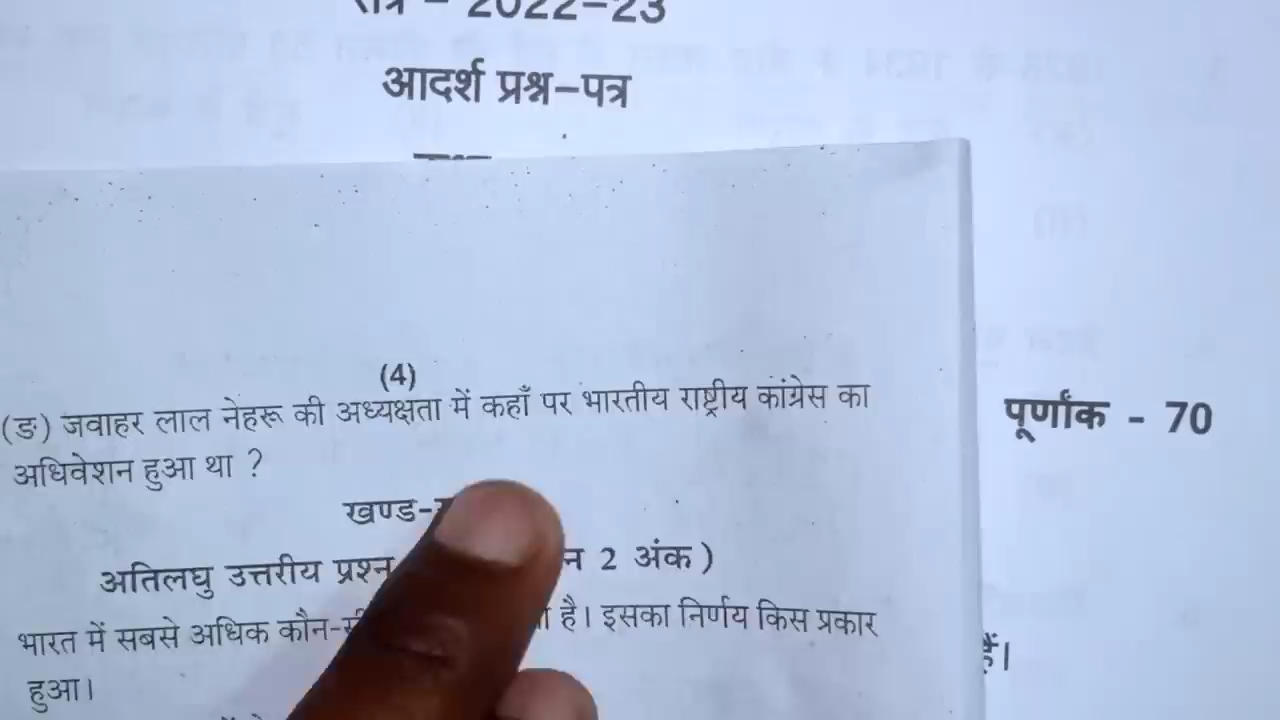 सत्र - 2022-23
आदर्श प्रश्न-पत्र
(4)
(ङ) जवाहर लाल नेहरू की अध्यक्षता में कहाँ पर भारतीय राष्ट्रीय कांग्रेस का
अधिवेशन हुआ था ?
पूर्णांक - 70
खण्ड-
अतिलघु उत्तरीय प्रश्न 2 अंक )
भारत में सबसे अधिक है। इसका निर्णय किस प्रकार
हैं।
हुआ।